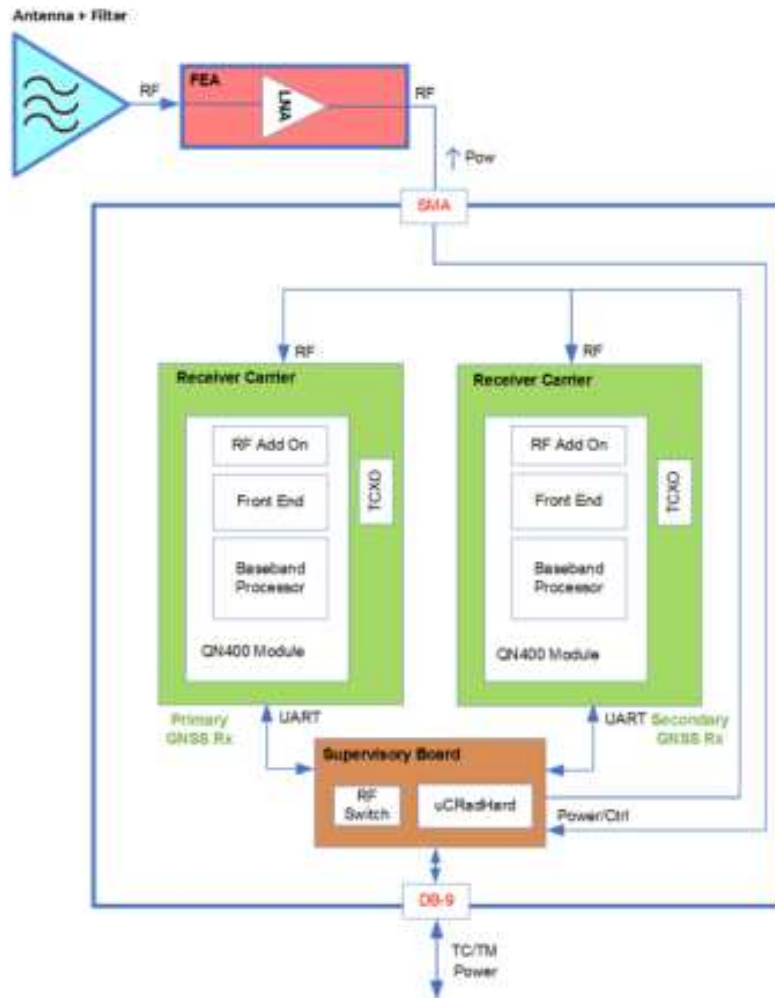 Antenna + Filter
RF
FEA
LNA
RF
Pow
SMA
RF
RF
Receiver Carrier
Receiver Carrier
RF Add On
RF Add On
TCXO
TCXO
Front End
Front End
Baseband
Processor
Baseband
Processor
QN400 Module
QN400 Module
Primary
GNSS Rx
UART
UART
Secondary
GNSS Rx
Supervisory Board
RF
Switch
uCRadHard
Power/Ctrl
DB-9
TC/TM
Power